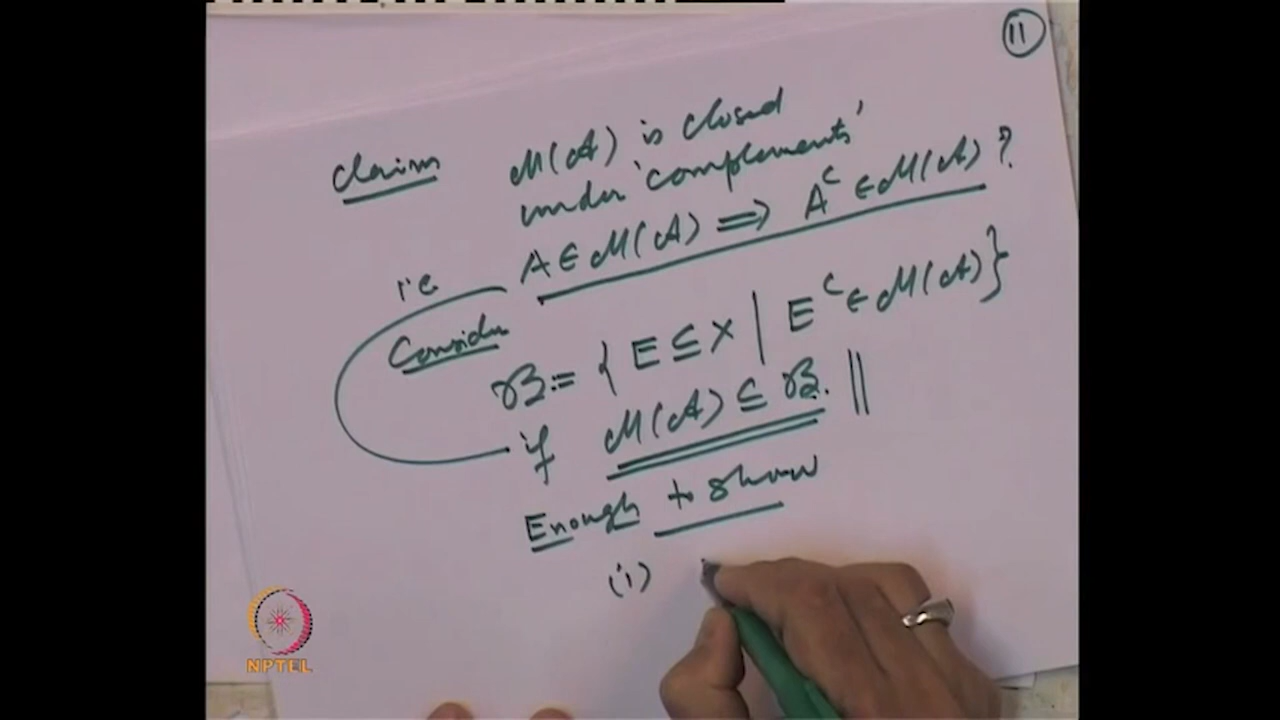 11
Claim M(A) is closed
under 'complements'
i.e A ∈ M(A) ⟹ A^c ∈ M(A) ?
Consider
B := { E ⊆ X | E^c ∈ M(A)}
if M(A) ⊆ B. ||
Enough to show
(i)
NPTEL